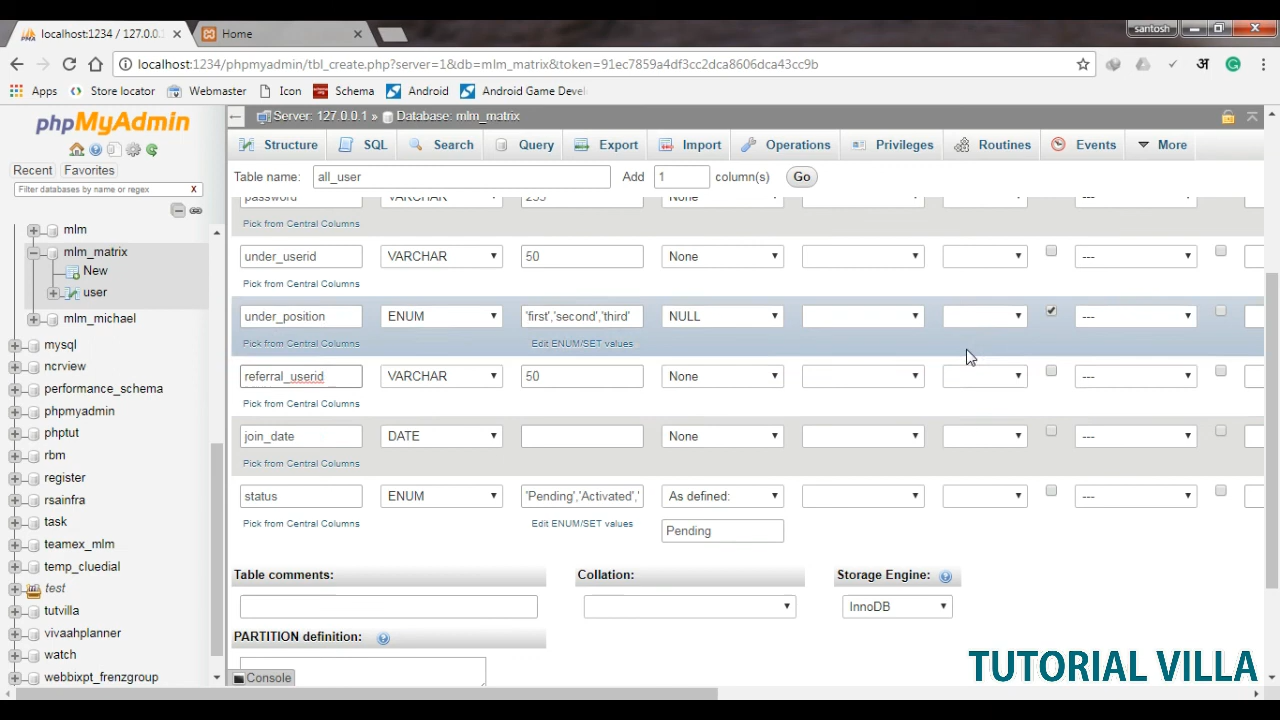 localhost:1234 / 127.0.0. Home santosh
localhost:1234/phpmyadmin/tbl_create.php?server=1&db=mlm_matrix&token=91ec7859a4df3cc2dca8606dca43cc9b
Apps Store locator Webmaster Icon Schema Android Android Game Deve
phpMyAdmin
Server: 127.0.0.1 » Database: mlm_matrix
Structure SQL Search Query Export Import Operations Privileges Routines Events More
Recent Favorites
Table name: all_user Add 1 column(s) Go
Filter databases by name or regex X
password VARCHAR 255 None
Pick from Central Columns
mlm
mlm_matrix
under_userid VARCHAR 50 None ---
New
Pick from Central Columns
user
mlm_michael
under_position ENUM 'first','second','third' NULL ---
Pick from Central Columns Edit ENUM/SET values
mysql
ncrview
referral_userid VARCHAR 50 None ---
performance_schema
Pick from Central Columns
phpmyadmin
phptut
join_date DATE None ---
rbm
Pick from Central Columns
register
rsainfra
status ENUM 'Pending','Activated',' As defined: ---
task
Pick from Central Columns Edit ENUM/SET values
Pending
teamex_mlm
temp_cluedial
Table comments: Collation: Storage Engine:
test
InnoDB
tutvilla
vivaahplanner
PARTITION definition:
watch
webbixpt_frenzgroup
Console
TUTORIAL VILLA